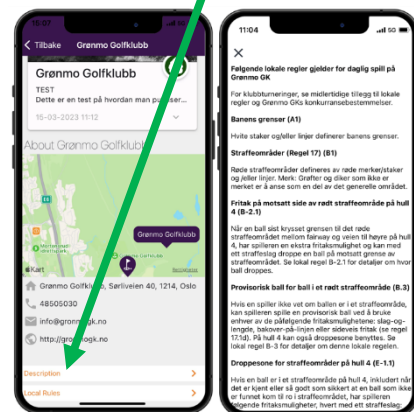 15:07
5G
Tilbake Grønmo Golfklubb
Grønmo Golfklubb
TEST
Dette er en test på hvordan man pu ser...
15-03-2023 11:12
About Grønmo Golfklubb
Grønmo Golfklubb
Kart
Grønmo Golfklubb, Sørliveien 40, 1214, Oslo
48505030
info@gronmogk.no
http://gronmogk.no
Description
Local Rules
11:04
5G
Følgende lokale regler gjelder for daglig spill på
Grønmo GK
For klubbturneringer, se midlertidige tillegg til lokale
regler og Grønmo GKs konkurransebestemmelser.
Banens grenser (A1)
Hvite staker og/eller linjer definerer banens grenser.
Straffeområder (Regel 17) (B1)
Røde straffeområder defineres av røde merker/staker
og /eller linjer. Merk: Grøfter og diker som ikke er
merket er å anse som en del av det generelle området.
Fritak på motsatt side av rødt straffeområde på hull
4 (B-2.1)
Når en ball sist krysset grensen til det røde
straffeområdet mellom fairway og veien til høyre på hull
4, har spilleren en ekstra fritaksmulighet og kan med
ett straffeslag droppe en ball på motsatt grense av
straffeområdet. Se lokal regel B-2.1 for detaljer om hvor
ball droppes.
Provisorisk ball for ball i et rødt straffeområde (B.3)
Hvis en spiller ikke vet om ballen er i et straffeområde,
kan spilleren spille en provisorisk ball ved å bruke
enhver av de påfølgende fritaksmulighetene: slag-og-
lengde, bakover-på-linjen eller sideveis fritak (se regel
17.1d). På hull 4 kan også droppesone benyttes. Se
lokal regel B-3 for detaljer om denne lokale regelen.
Droppesone for straffeområder på hull 4 (E-1.1)
Hvis en ball er i et straffeområde på hull 4, inkludert når
det er kjent eller så godt som sikkert at en ball som ikke
er funnet kom til ro i straffeområdet, har spilleren
følgende fritaksmuligheter, hvert med ett straffeslag: